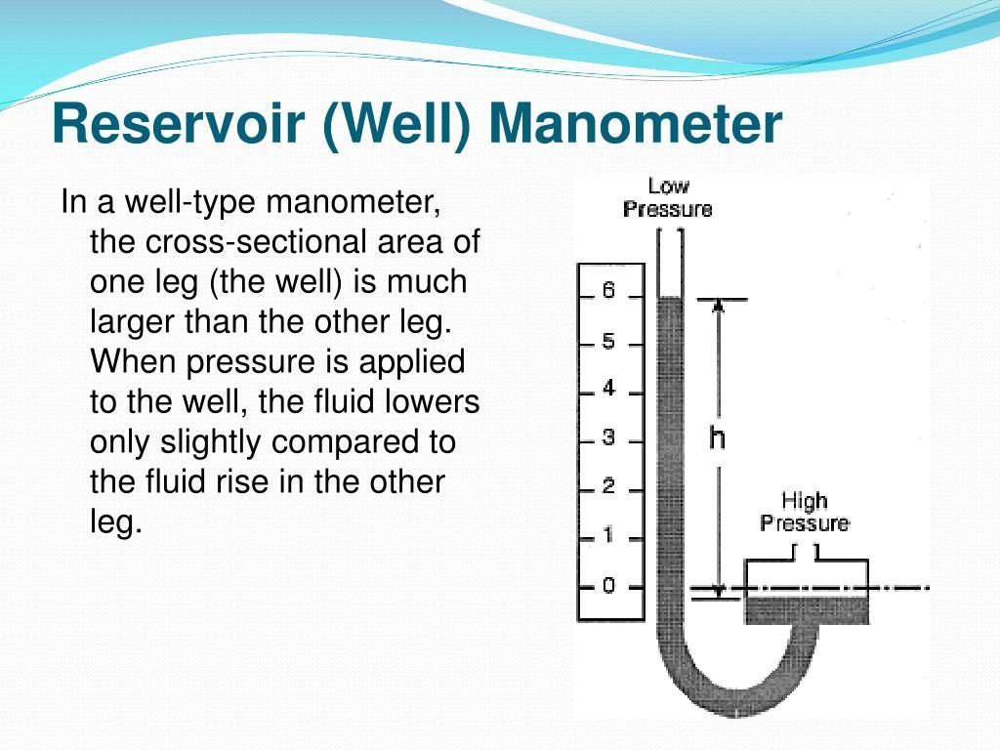 Reservoir (Well) Manometer
In a well-type manometer,
the cross-sectional area of
one leg (the well) is much
larger than the other leg.
When pressure is applied
to the well, the fluid lowers
only slightly compared to
the fluid rise in the other
leg.
Low
Pressure
6
5
4
3
2
1
0
h
High
Pressure